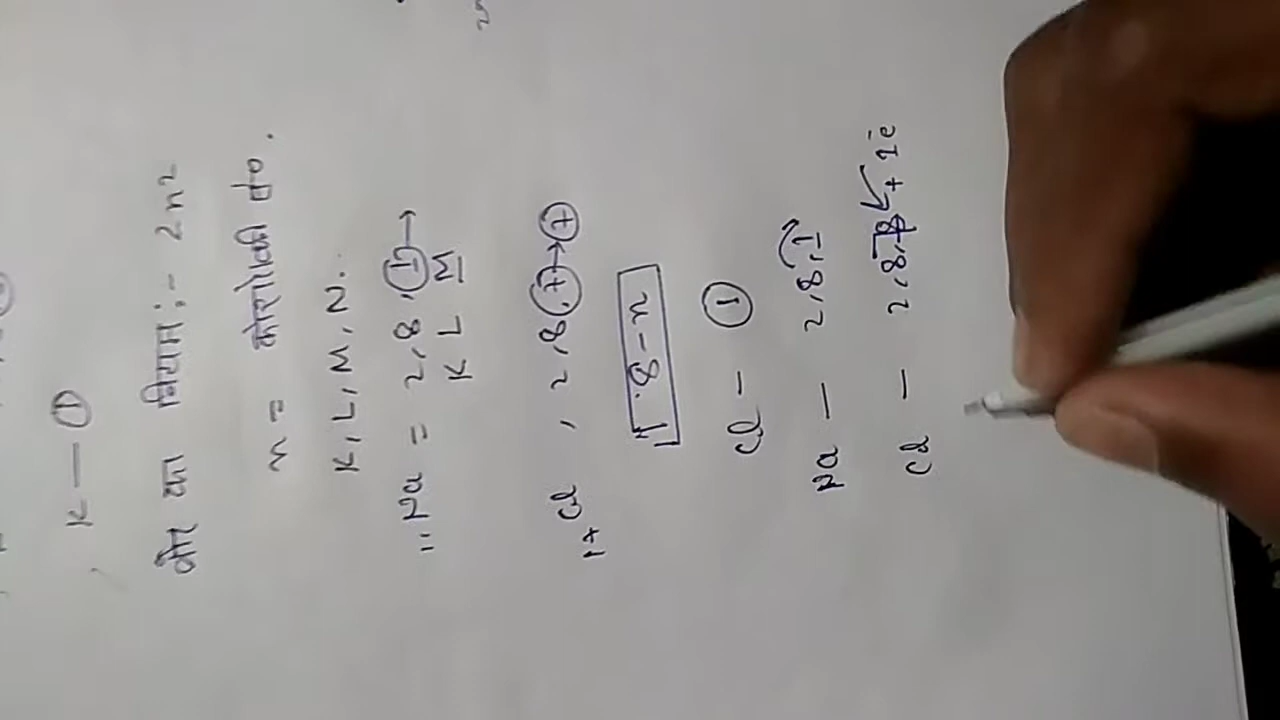 K — ①
बोर का नियम :- 2n²
n = कोशों की सं०.
K, L, M, N.
₁₁Na = 2,8,① →
K L M
₁₇Cl , 2,8,⑦ → ⑦
8-n
Cl - ①
Na — 2,8,1
Cl — 2,8,8 + 1e